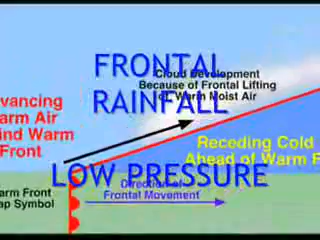 FRONTAL
RAINFALL
Cloud Development
Because of Frontal Lifting
of Warm Moist Air
vancing
arm Air
ind Warm
Front
Receding Cold
Ahead of Warm F
LOW PRESSURE
arm Front
ap Symbol
Direction of
Frontal Movement